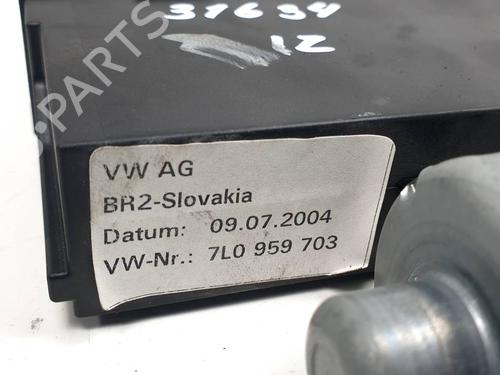 31634
12
VW AG
BR2-Slovakia
Datum: 09.07.2004
VW-Nr.: 7L0 959 703
B-PARTS